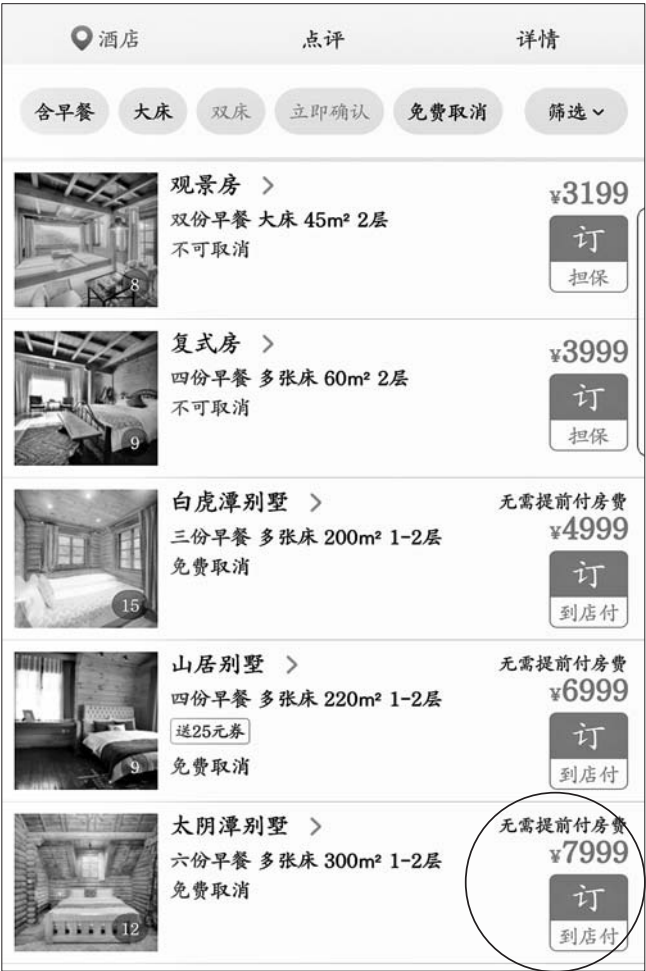 酒店 点评 详情
含早餐 大床 双床 立即确认 免费取消 筛选
观景房
¥3199
双份早餐 大床 45m² 2层
订
不可取消
担保
8
复式房
¥3999
四份早餐 多张床 60m² 2层
订
不可取消
担保
9
白虎潭别墅
无需提前付房费
¥4999
三份早餐 多张床 200m² 1-2层
免费取消
订
到店付
15
山居别墅
无需提前付房费
¥6999
四份早餐 多张床 220m² 1-2层
送25元券
订
免费取消
到店付
9
太阴潭别墅
无需提前付房费
¥7999
六份早餐 多张床 300m² 1-2层
免费取消
订
到店付
12